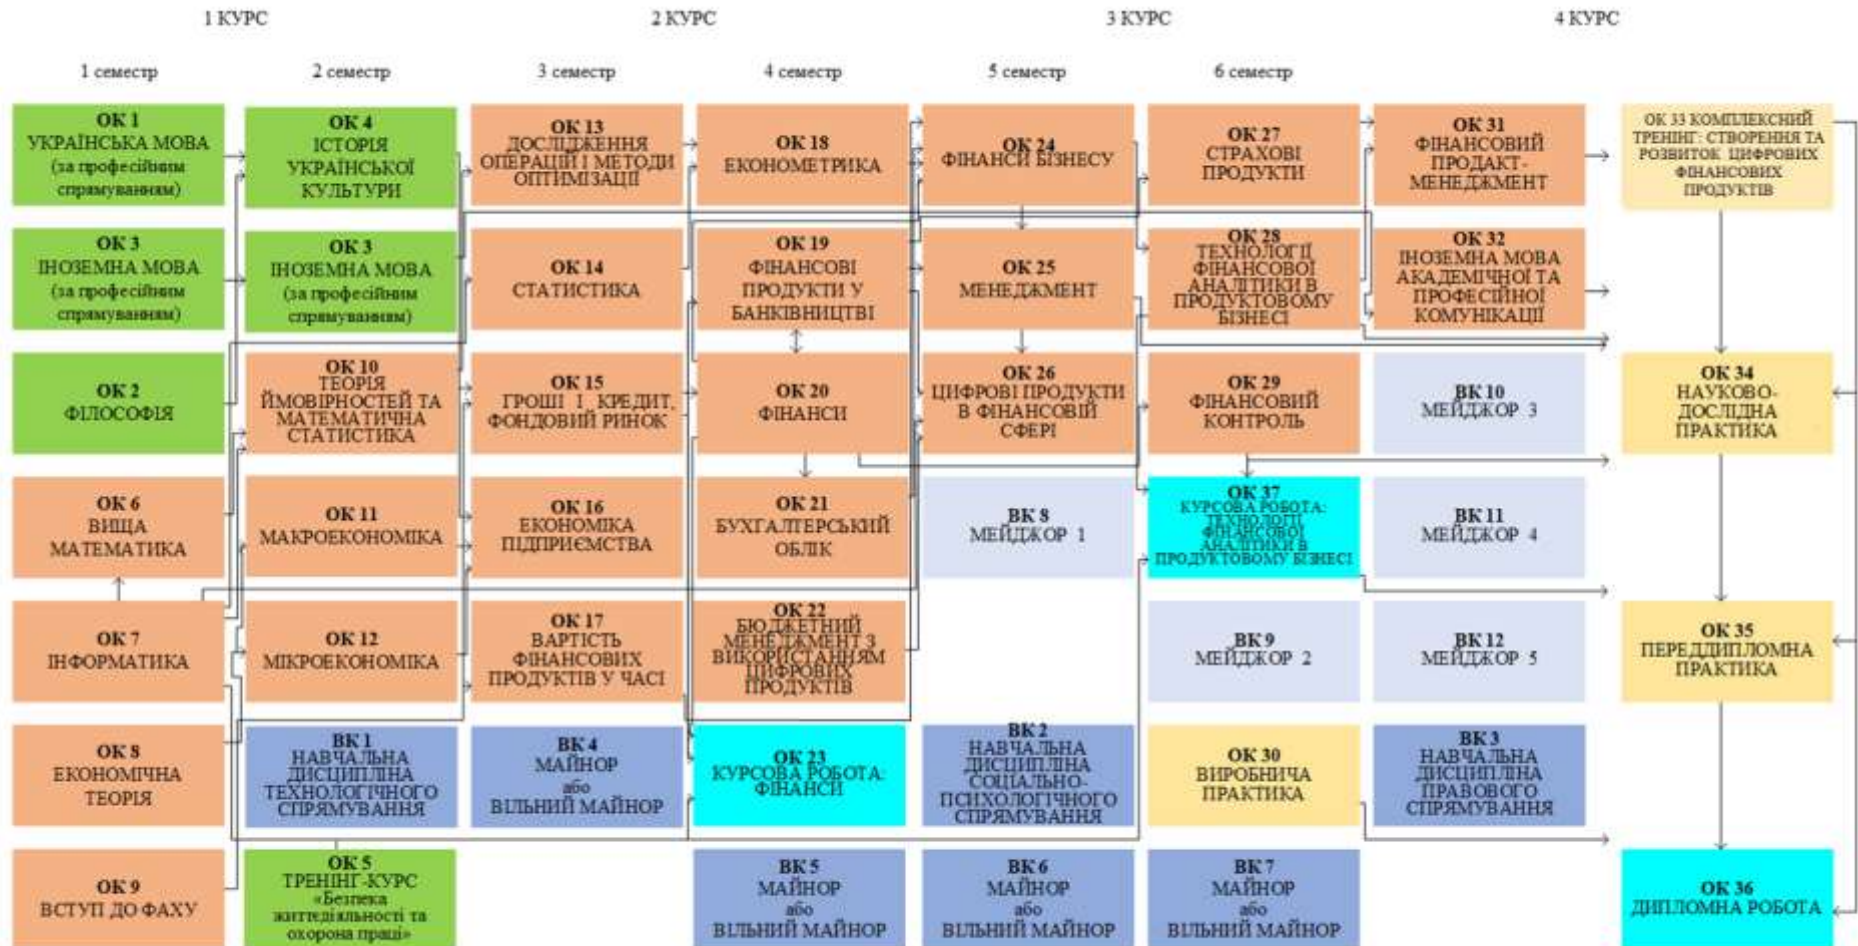 1 КУРС
2 КУРС
3 КУРС
4 КУРС
1 семестр
2 семестр
3 семестр
4 семестр
5 семестр
6 семестр
ОК 1
УКРАЇНСЬКА МОВА
(за професійним
спрямуванням)
ОК 3
ІНОЗЕМНА МОВА
(за професійним
спрямуванням)
ОК 2
ФІЛОСОФІЯ
ОК 6
ВИЩА
МАТЕМАТИКА
ОК 7
ІНФОРМАТИКА
ОК 8
ЕКОНОМІЧНА
ТЕОРІЯ
ОК 9
ВСТУП ДО ФАХУ
ОК 4
ІСТОРІЯ
УКРАЇНСЬКОЇ
КУЛЬТУРИ
ОК 3
ІНОЗЕМНА МОВА
(за професійним
спрямуванням)
ОК 10
ТЕОРІЯ
ЙМОВІРНОСТЕЙ ТА
МАТЕМАТИЧНА
СТАТИСТИКА
ОК 11
МАКРОЕКОНОМІКА
ОК 12
МІКРОЕКОНОМІКА
ВК 1
НАВЧАЛЬНА
ДИСЦИПЛІНА
ТЕХНОЛОГІЧНОГО
СПРЯМУВАННЯ
ОК 5
ТРЕНІНГ-КУРС
«Безпека
життєдіяльності та
охорона праці»
ОК 13
ДОСЛІДЖЕННЯ
ОПЕРАЦІЙ І МЕТОДИ
ОПТИМІЗАЦІЇ
ОК 14
СТАТИСТИКА
ОК 15
ГРОШІ І КРЕДИТ.
ФОНДОВИЙ РИНОК
ОК 16
ЕКОНОМІКА
ПІДПРИЄМСТВА
ОК 17
ВАРТІСТЬ
ФІНАНСОВИХ
ПРОДУКТІВ У ЧАСІ
ВК 4
МАЙНОР
або
ВІЛЬНИЙ МАЙНОР
ОК 18
ЕКОНОМЕТРИКА
ОК 19
ФІНАНСОВІ
ПРОДУКТИ У
БАНКІВНИЦТВІ
ОК 20
ФІНАНСИ
ОК 21
БУХГАЛТЕРСЬКИЙ
ОБЛІК
ОК 22
БЮДЖЕТНИЙ
МЕНЕДЖМЕНТ З
ВИКОРИСТАННЯМ
ЦИФРОВИХ
ПРОДУКТІВ
ОК 23
КУРСОВА РОБОТА:
ФІНАНСИ
ВК 5
МАЙНОР
або
ВІЛЬНИЙ МАЙНОР
ОК 24
ФІНАНСИ БІЗНЕСУ
ОК 25
МЕНЕДЖМЕНТ
ОК 26
ЦИФРОВІ ПРОДУКТИ
В ФІНАНСОВІЙ
СФЕРІ
ВК 8
МЕЙДЖОР 1
ВК 2
НАВЧАЛЬНА
ДИСЦИПЛІНА
СОЦІАЛЬНО-
ПСИХОЛОГІЧНОГО
СПРЯМУВАННЯ
ВК 6
МАЙНОР
або
ВІЛЬНИЙ МАЙНОР
ОК 27
СТРАХОВІ
ПРОДУКТИ
ОК 28
ТЕХНОЛОГІЇ
ФІНАНСОВОЇ
АНАЛІТИКИ В
ПРОДУКТОВОМУ
БІЗНЕСІ
ОК 29
ФІНАНСОВИЙ
КОНТРОЛЬ
ОК 37
КУРСОВА РОБОТА:
ТЕХНОЛОГІЇ
ФІНАНСОВОЇ
АНАЛІТИКИ В
ПРОДУКТОВОМУ БІЗНЕСІ
ВК 9
МЕЙДЖОР 2
ОК 30
ВИРОБНИЧА
ПРАКТИКА
ВК 7
МАЙНОР
або
ВІЛЬНИЙ МАЙНОР
ОК 31
ФІНАНСОВИЙ
ПРОДАКТ-
МЕНЕДЖМЕНТ
ОК 32
ІНОЗЕМНА МОВА
АКАДЕМІЧНОЇ ТА
ПРОФЕСІЙНОЇ
КОМУНІКАЦІЇ
ВК 10
МЕЙДЖОР 3
ВК 11
МЕЙДЖОР 4
ВК 12
МЕЙДЖОР 5
ВК 3
НАВЧАЛЬНА
ДИСЦИПЛІНА
ПРАВОВОГО
СПРЯМУВАННЯ
ОК 33 КОМПЛЕКСНИЙ
ТРЕНІНГ: СТВОРЕННЯ ТА
РОЗВИТОК ЦИФРОВИХ
ФІНАНСОВИХ
ПРОДУКТІВ
ОК 34
НАУКОВО-
ДОСЛІДНА
ПРАКТИКА
ОК 35
ПЕРЕДДИПЛОМНА
ПРАКТИКА
ОК 36
ДИПЛОМНА РОБОТА